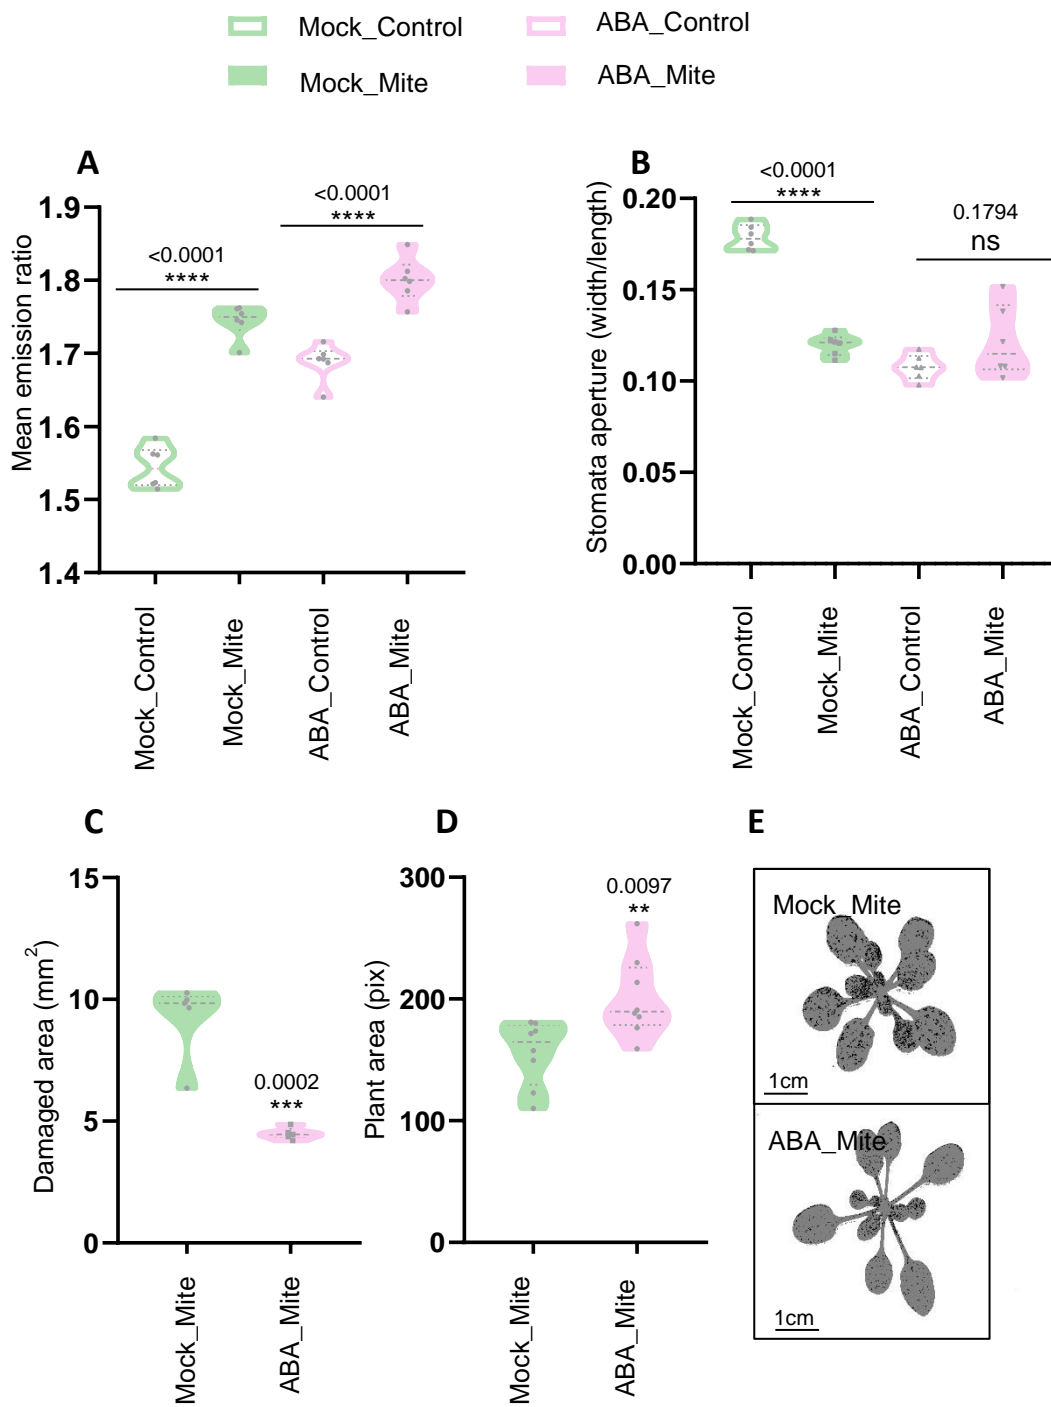 Mock_Control
ABA_Control
Mock_Mite
ABA_Mite
A
<0.0001
****
<0.0001
****
Mean emission ratio
1.9
1.8
1.7
1.6
1.5
1.4
Mock_Control
Mock_Mite
ABA_Control
ABA_Mite
B
<0.0001
****
0.1794
ns
Stomata aperture (width/length)
0.20
0.15
0.10
0.05
0.00
Mock_Control
Mock_Mite
ABA_Control
ABA_Mite
C
Damaged area (mm²)
15
10
5
0
0.0002
***
Mock_Mite
ABA_Mite
D
Plant area (pix)
300
200
100
0
0.0097
**
Mock_Mite
ABA_Mite
E
Mock_Mite
1cm
ABA_Mite
1cm